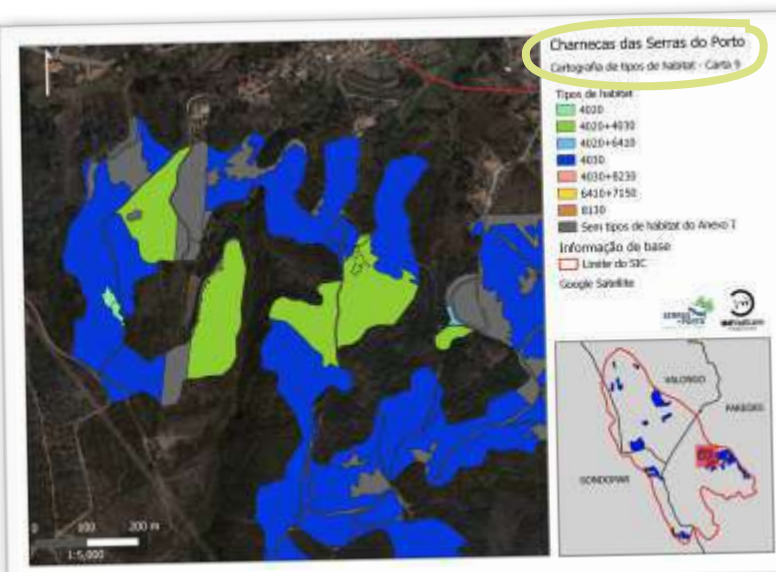 Charnecas das Serras do Porto
Cartografia de tipos de habitat - Carta 9
Tipos de habitat
4020
4020+4030
4020+6410
4030
4030+8230
6410+7150
8130
Sem tipos de habitat do Anexo I
Informação de base
Limite do SIC
Google Satellite
SERRAS
PORTO
VALONGO
PAREDES
GONDOMAR
0 100 200 m
1:5,000